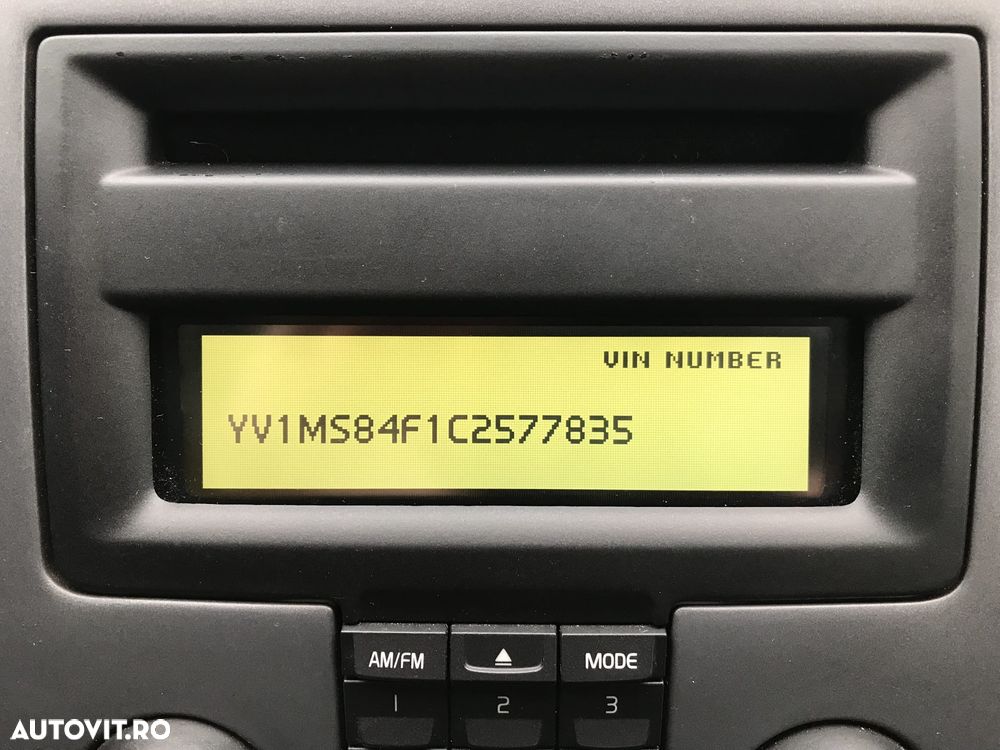 VIN NUMBER
YV1MS84F1C2577835
AM/FM
MODE
1 2 3
AUTOVIT.RO